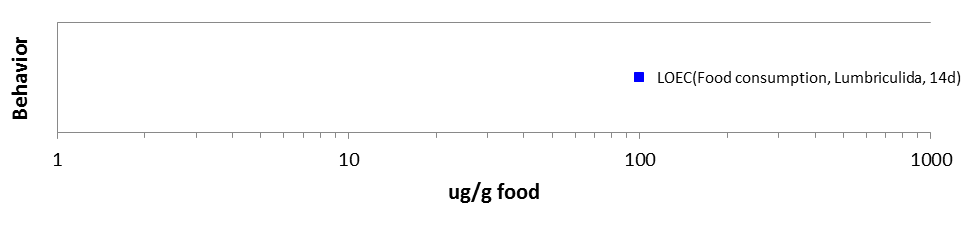 Behavior
LOEC(Food consumption, Lumbriculida, 14d)
1 10 100 1000
ug/g food